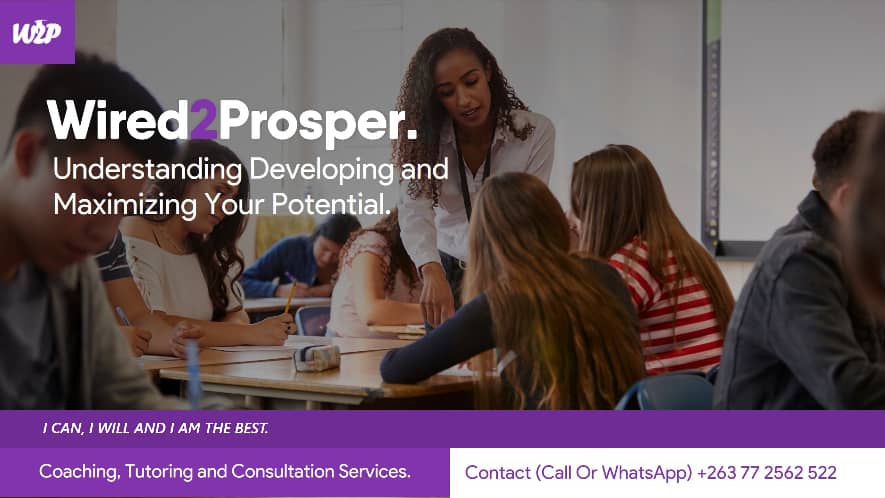 W2P
Wired2Prosper.
Understanding Developing and
Maximizing Your Potential.
I CAN, I WILL AND I AM THE BEST.
Coaching, Tutoring and Consultation Services.
Contact (Call Or WhatsApp) +263 77 2562 522